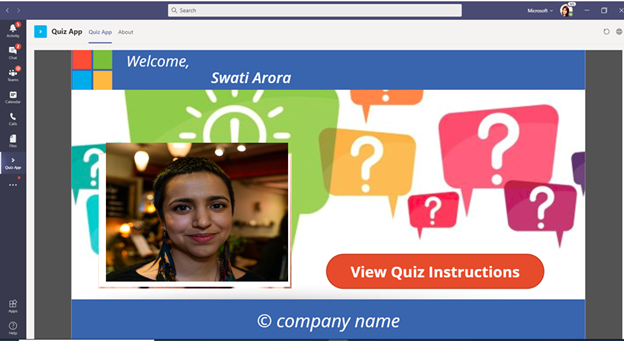 Search
Microsoft
Activity
Chat
Teams
Calendar
Calls
Files
Quiz App
Apps
Help
Quiz App
Quiz App
About
Welcome,
Swati Arora
?
?
?
?
?
View Quiz Instructions
© company name